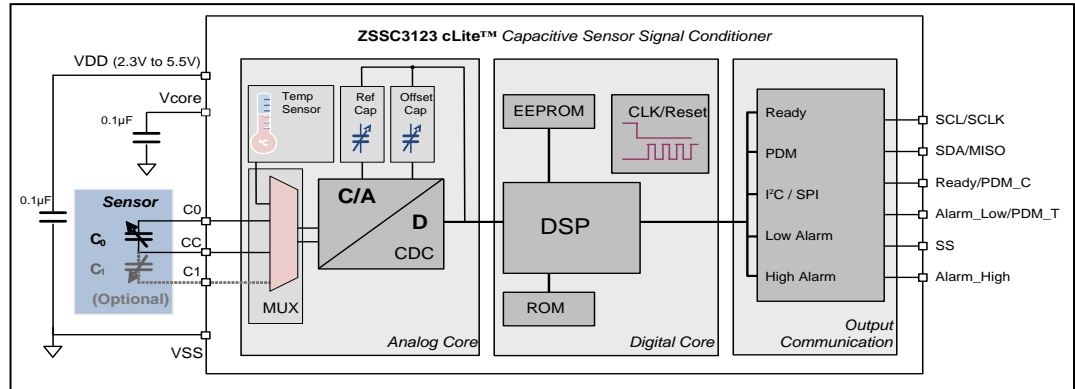 ZSSC3123 cLite™ Capacitive Sensor Signal Conditioner
VDD (2.3V to 5.5V)
Vcore
0.1µF
0.1µF
Sensor
C0
C₀
CC
C₁
C1
(Optional)
VSS
Temp
Sensor
°C
Ref
Cap
Offset
Cap
C/A
D
CDC
MUX
Analog Core
EEPROM
CLK/Reset
DSP
ROM
Digital Core
Ready
PDM
I²C / SPI
Low Alarm
High Alarm
Output
Communication
SCL/SCLK
SDA/MISO
Ready/PDM_C
Alarm_Low/PDM_T
SS
Alarm_High